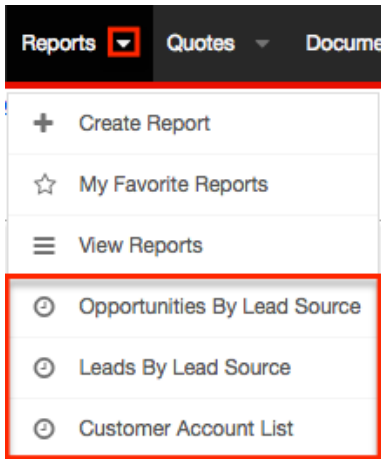 Reports Quotes Docume
Create Report
My Favorite Reports
View Reports
Opportunities By Lead Source
Leads By Lead Source
Customer Account List